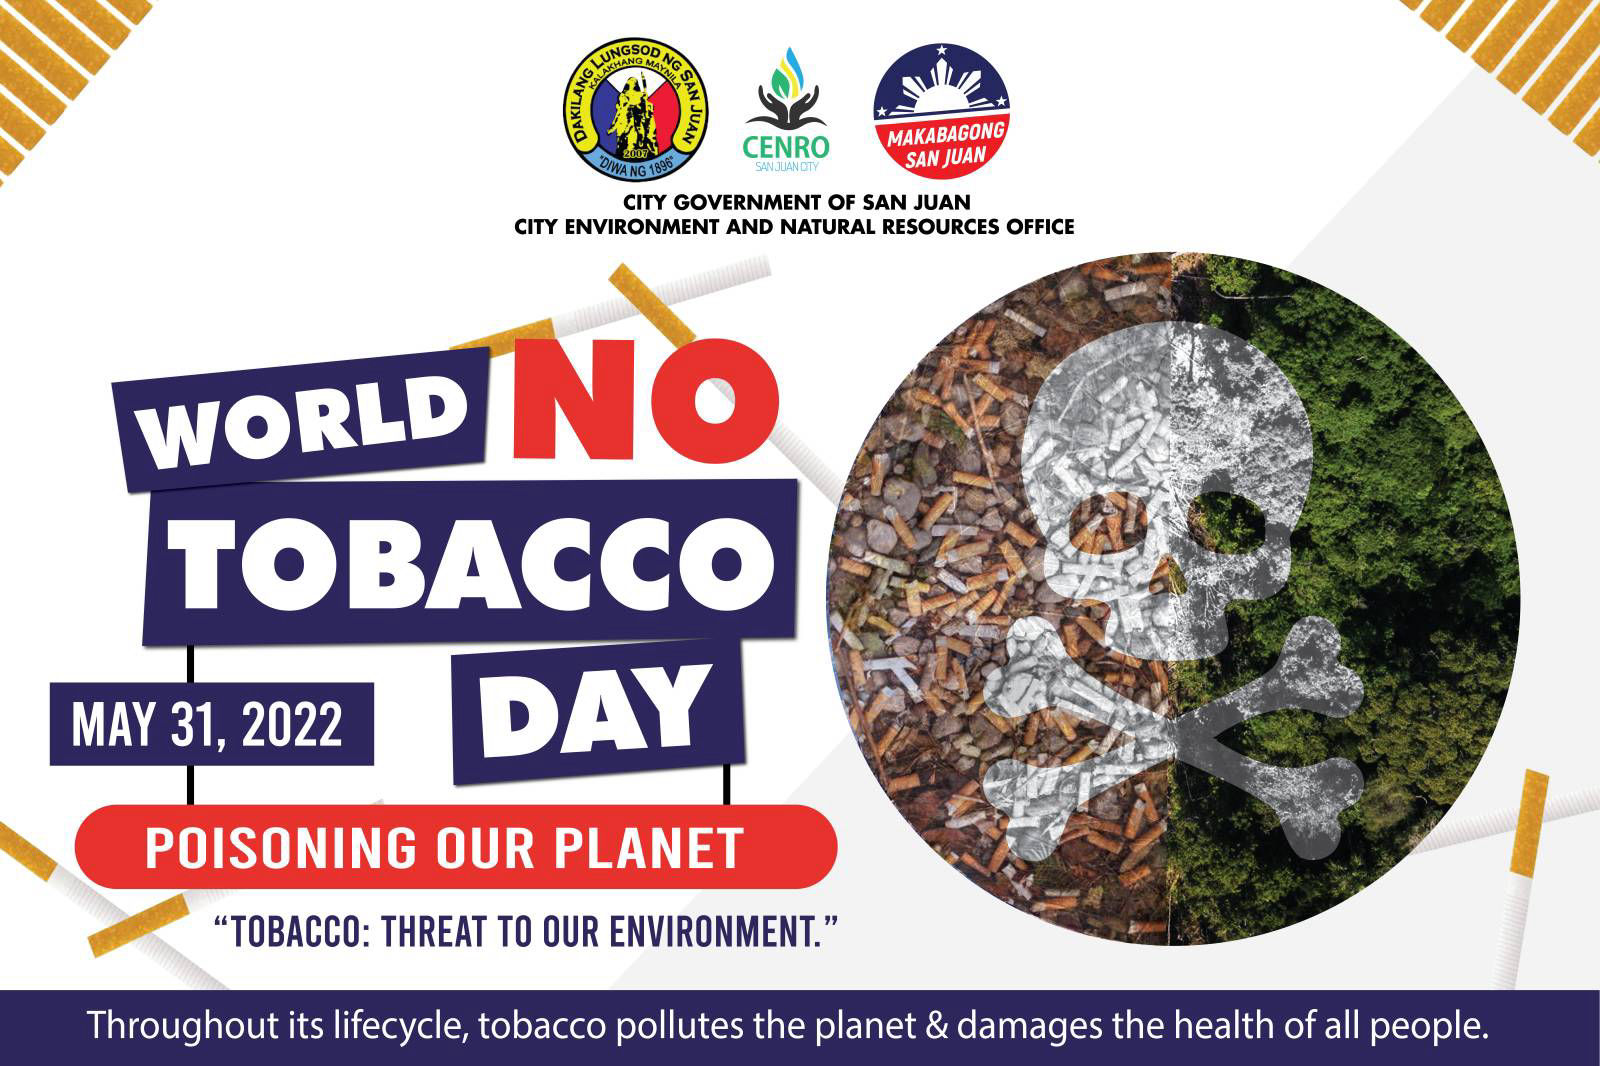 DAKILANG LUNGSOD NG SAN JUAN
KALAKHANG MAYNILA
2007
"DIWA NG 1896"
CENRO
SAN JUAN CITY
MAKABAGONG
SAN JUAN
CITY GOVERNMENT OF SAN JUAN
CITY ENVIRONMENT AND NATURAL RESOURCES OFFICE
WORLD NO
TOBACCO
DAY
MAY 31, 2022
POISONING OUR PLANET
“TOBACCO: THREAT TO OUR ENVIRONMENT.”
Throughout its lifecycle, tobacco pollutes the planet & damages the health of all people.